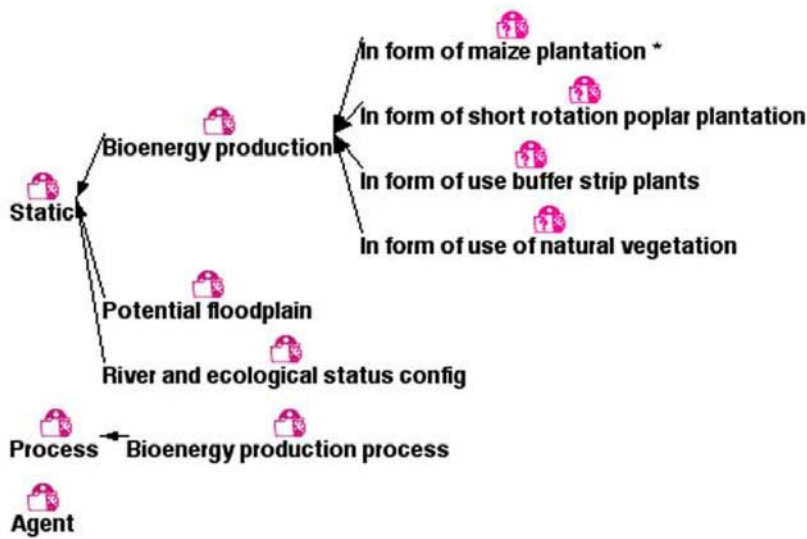 In form of maize plantation *
In form of short rotation poplar plantation
Bioenergy production
In form of use buffer strip plants
Static
In form of use of natural vegetation
Potential floodplain
River and ecological status config
Process
Bioenergy production process
Agent